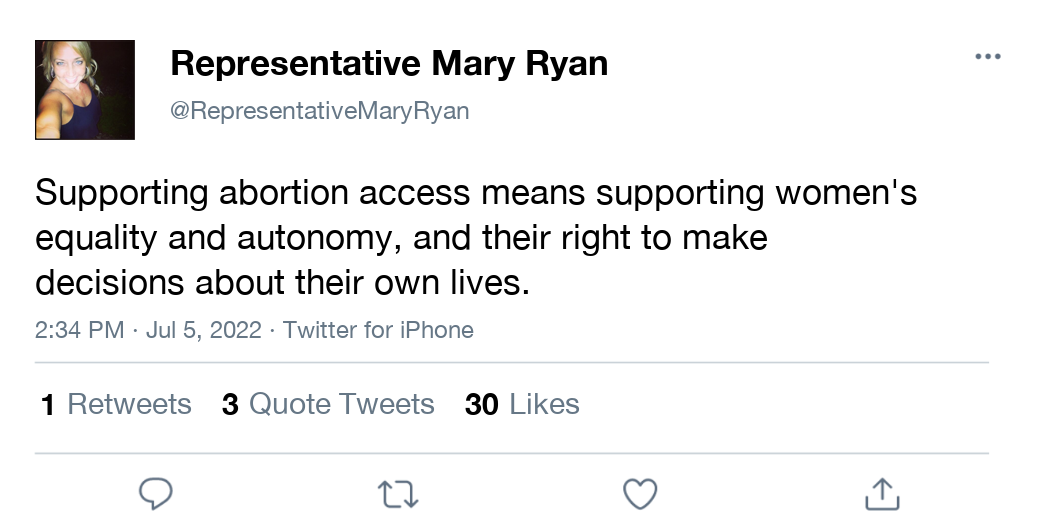 Representative Mary Ryan
@RepresentativeMaryRyan
Supporting abortion access means supporting women's
equality and autonomy, and their right to make
decisions about their own lives.
2:34 PM · Jul 5, 2022 · Twitter for iPhone
1 Retweets 3 Quote Tweets 30 Likes